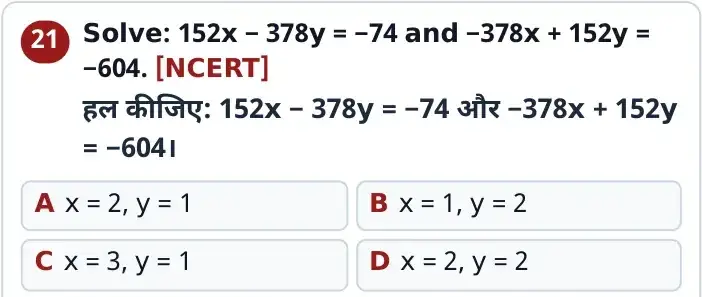 21 Solve: 152x − 378y = −74 and −378x + 152y =
−604. [NCERT]
हल कीजिए: 152x − 378y = −74 और −378x + 152y
= −604।
A x = 2, y = 1
B x = 1, y = 2
C x = 3, y = 1
D x = 2, y = 2